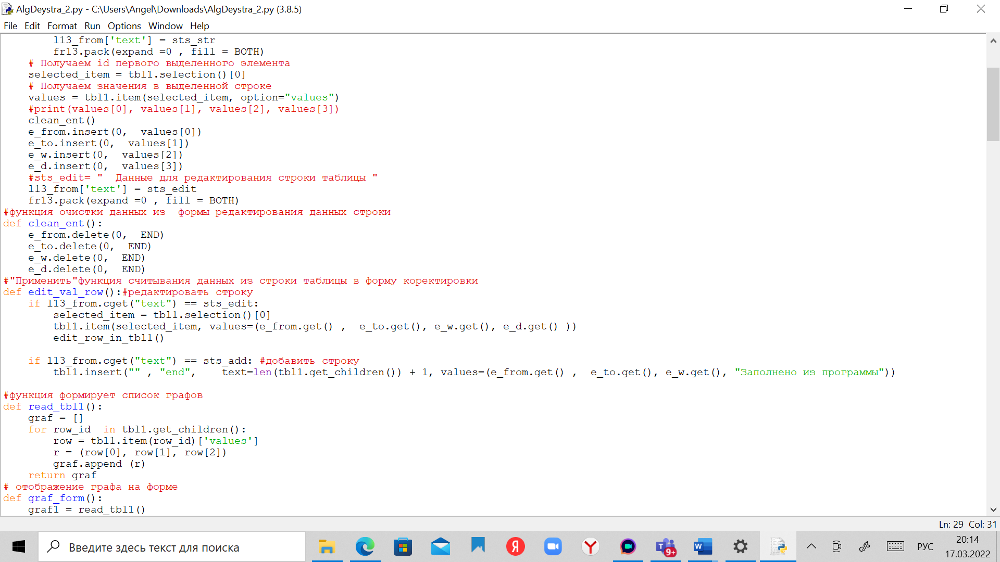 AlgDeystra_2.py - C:\Users\Angel\Downloads\AlgDeystra_2.py (3.8.5)
File Edit Format Run Options Window Help
        l13_from['text'] = sts_str
        fr13.pack(expand =0 , fill = BOTH)
    # Получаем id первого выделенного элемента
    selected_item = tbl1.selection()[0]
    # Получаем значения в выделенной строке
    values = tbl1.item(selected_item, option="values")
    #print(values[0], values[1], values[2], values[3])
    clean_ent()
    e_from.insert(0,  values[0])
    e_to.insert(0,  values[1])
    e_w.insert(0,  values[2])
    e_d.insert(0,  values[3])
    #sts_edit= "  Данные для редактирования строки таблицы "
    l13_from['text'] = sts_edit
    fr13.pack(expand =0 , fill = BOTH)
#функция очистки данных из  формы редактирования данных строки
def clean_ent():
    e_from.delete(0,  END)
    e_to.delete(0,  END)
    e_w.delete(0,  END)
    e_d.delete(0,  END)
#"Применить"функция считывания данных из строки таблицы в форму коректировки
def edit_val_row():#редактировать строку
    if l13_from.cget("text") == sts_edit:
        selected_item = tbl1.selection()[0]
        tbl1.item(selected_item, values=(e_from.get() ,  e_to.get(), e_w.get(), e_d.get() ))
        edit_row_in_tbl1()
    if l13_from.cget("text") == sts_add: #добавить строку
        tbl1.insert("" , "end",    text=len(tbl1.get_children()) + 1, values=(e_from.get() ,  e_to.get(), e_w.get(), "Заполнено из программы"))
#функция формирует список графов
def read_tbl1():
    graf = []
    for row_id  in tbl1.get_children():
        row = tbl1.item(row_id)['values']
        r = (row[0], row[1], row[2])
        graf.append (r)
    return graf
# отображение графа на форме
def graf_form():
    graf1 = read_tbl1()
Ln: 29 Col: 31
Введите здесь текст для поиска
Я
Y
T
9+
W
РУС
20:14
17.03.2022